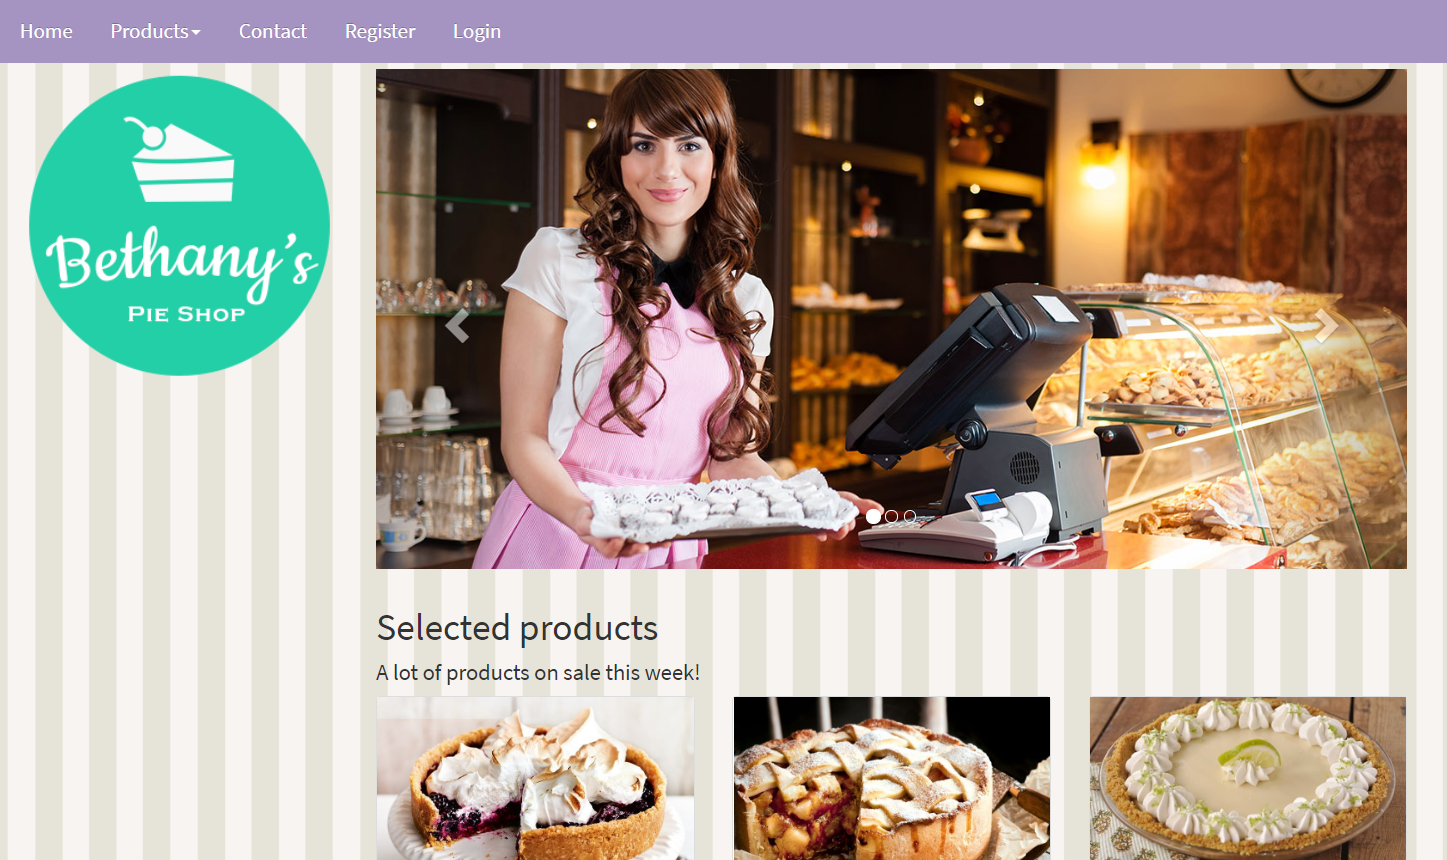 Home Products Contact Register Login
Bethany's
PIE SHOP
Selected products
A lot of products on sale this week!